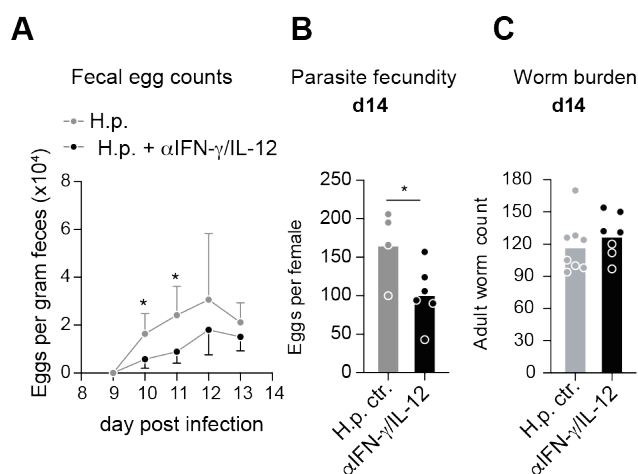 A
Fecal egg counts
H.p.
H.p. + αIFN-γ/IL-12
Eggs per gram feces (x10⁴)
8
6
4
2
0
8 9 10 11 12 13 14
* *
day post infection
B
Parasite fecundity
d14
*
Eggs per female
250
200
150
100
50
0
H.p. ctr.
αIFN-γ/IL-12
C
Worm burden
d14
Adult worm count
180
150
120
90
60
30
0
H.p. ctr.
αIFN-γ/IL-12